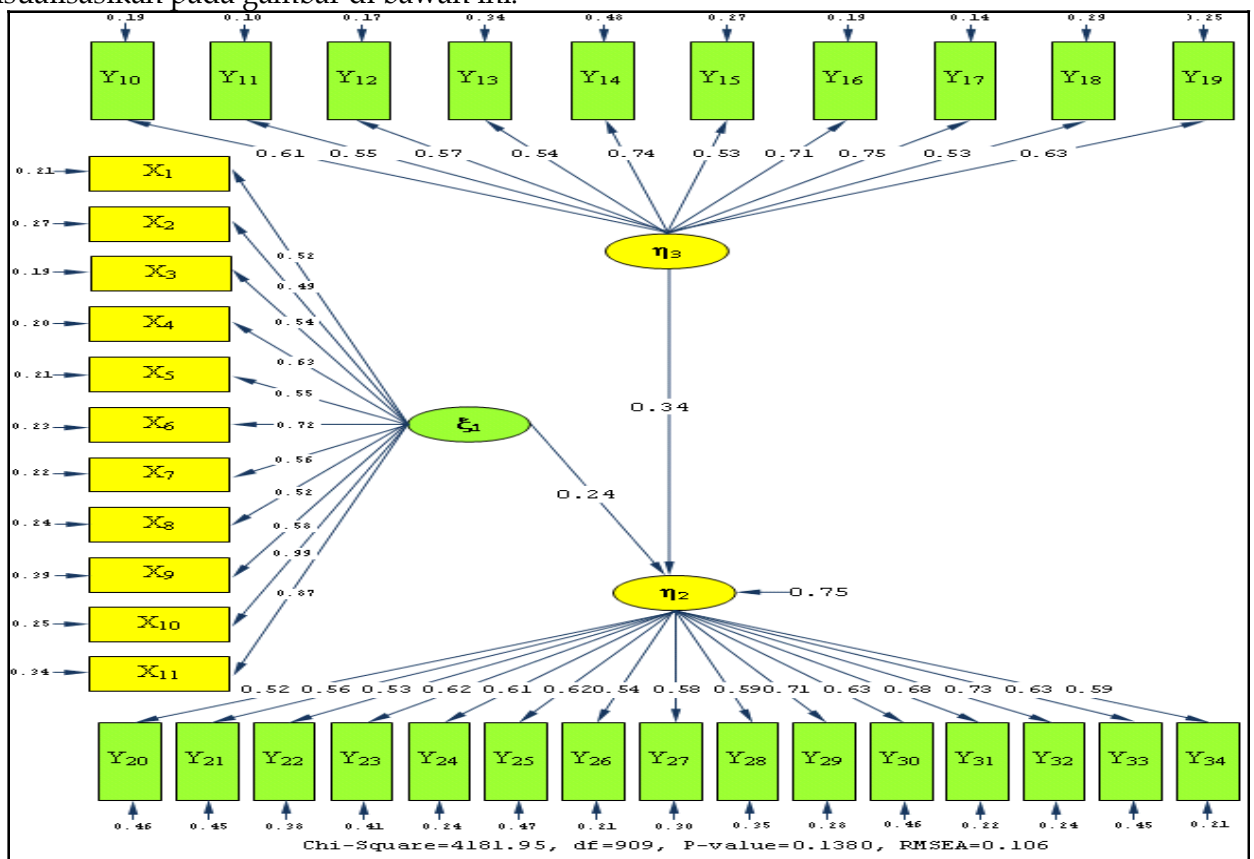 sualisasikan pada gambar di bawah ini.
0.19 0.18 0.17 0.34 0.48 0.27 0.19 0.14 0.29 0.25
Y10 Y11 Y12 Y13 Y14 Y15 Y16 Y17 Y18 Y19
0.61 0.55 0.57 0.54 0.74 0.53 0.71 0.75 0.53 0.63
0.21 X1
0.27 X2
0.19 X3
0.20 X4
0.21 X5
0.23 X6
0.22 X7
0.24 X8
0.39 X9
0.25 X10
0.34 X11
0.52
0.49
0.54
0.63
0.55
0.72
0.56
0.52
0.58
0.99
0.87
η3
ξ1
0.34
0.24
η2 0.75
0.52 0.56 0.53 0.62 0.61 0.62 0.54 0.58 0.59 0.71 0.63 0.68 0.73 0.63 0.59
Y20 Y21 Y22 Y23 Y24 Y25 Y26 Y27 Y28 Y29 Y30 Y31 Y32 Y33 Y34
0.46 0.45 0.38 0.41 0.24 0.47 0.21 0.30 0.35 0.28 0.46 0.22 0.24 0.45 0.21
Chi-Square=4181.95, df=909, P-value=0.1380, RMSEA=0.106